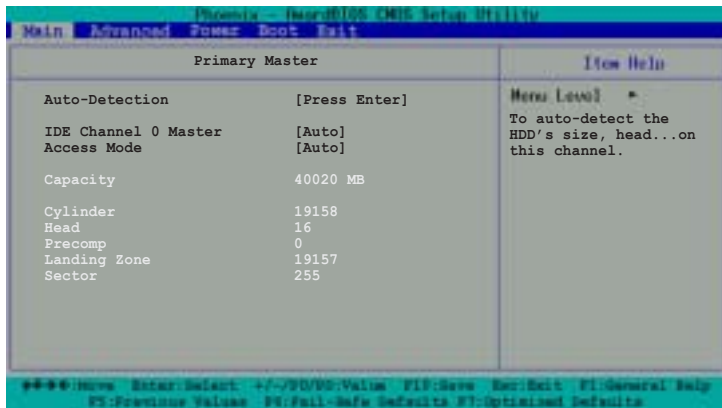 Phoenix - AwardBIOS CMOS Setup Utility
Main Advanced Power Boot Exit
Primary Master
Item Help
Auto-Detection [Press Enter]
IDE Channel 0 Master [Auto]
Access Mode [Auto]
Capacity 40020 MB
Cylinder 19158
Head 16
Precomp 0
Landing Zone 19157
Sector 255
Menu Level ►
To auto-detect the
HDD's size, head...on
this channel.
:Move Enter:Select +/-/PU/PD:Value F10:Save Esc:Exit F1:General Help
F5:Previous Values F6:Fail-Safe Defaults F7:Optimized Defaults